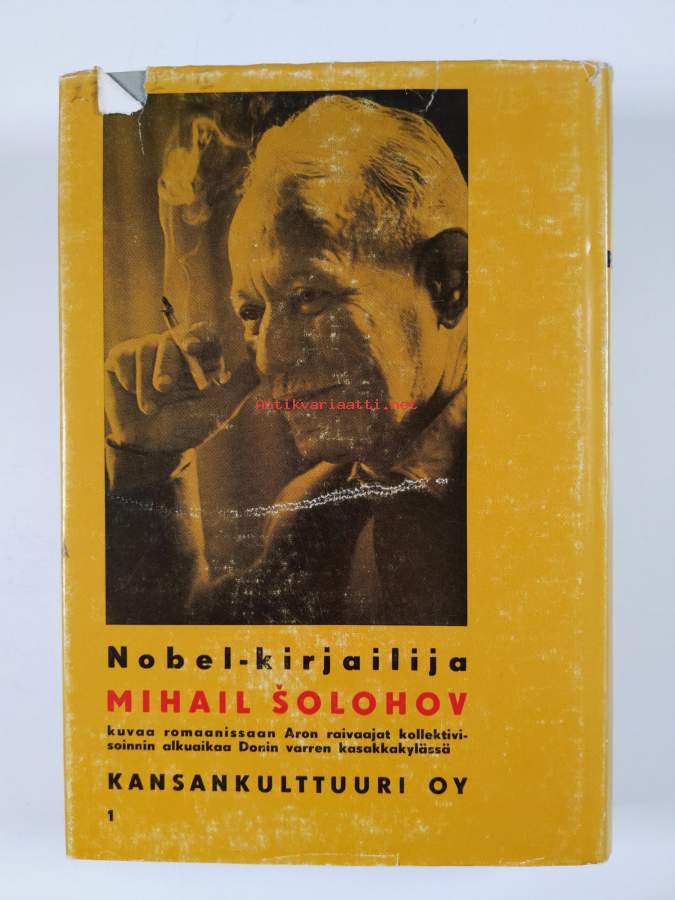 Antikvariaatti.net
Nobel-kirjailija
MIHAIL ŠOLOHOV
kuvaa romaanissaan Aron raivaajat kollektivi-
soinnin alkuaikaa Donin varren kasakkakylässä
KANSANKULTTUURI OY
1